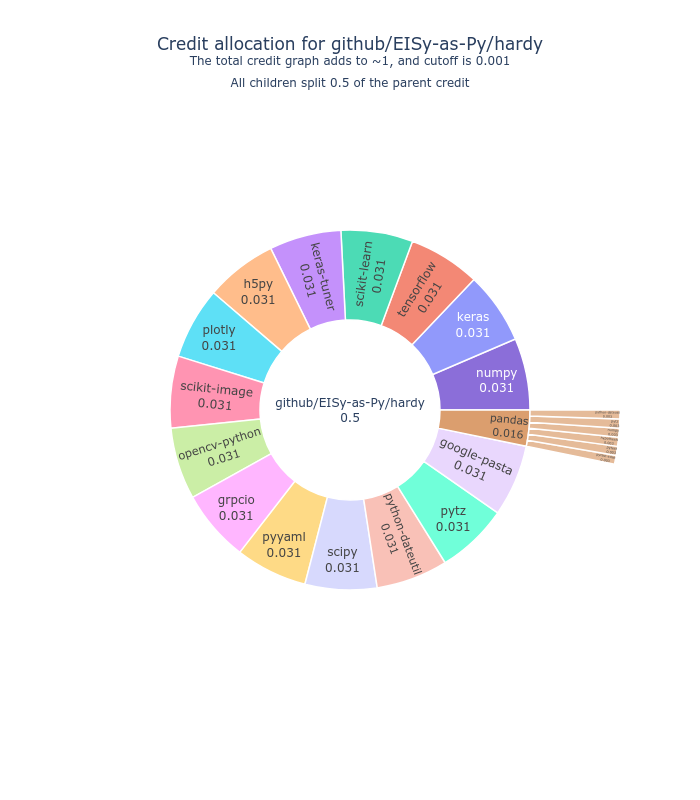 Credit allocation for github/EISy-as-Py/hardy
The total credit graph adds to ~1, and cutoff is 0.001
All children split 0.5 of the parent credit
github/EISy-as-Py/hardy
0.5
numpy
0.031
keras
0.031
tensorflow
0.031
scikit-learn
0.031
keras-tuner
0.031
h5py
0.031
plotly
0.031
scikit-image
0.031
opencv-python
0.031
grpcio
0.031
pyyaml
0.031
scipy
0.031
python-dateutil
0.031
pytz
0.031
google-pasta
0.031
pandas
0.016